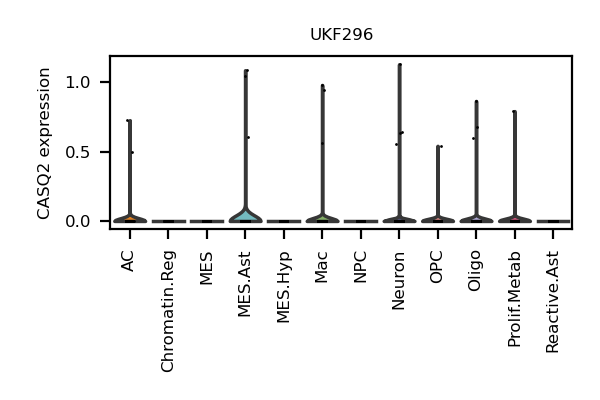 UKF296
CASQ2 expression
1.0
0.5
0.0
AC
Chromatin.Reg
MES
MES.Ast
MES.Hyp
Mac
NPC
Neuron
OPC
Oligo
Prolif.Metab
Reactive.Ast